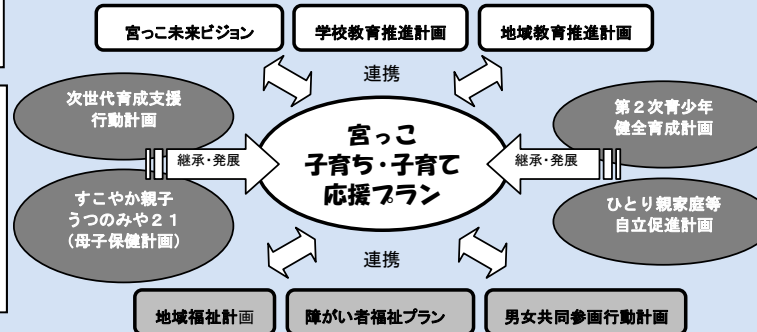 宮っこ未来ビジョン
学校教育推進計画
地域教育推進計画
連携
次世代育成支援
行動計画
第２次青少年
健全育成計画
宮っこ
子育ち・子育て
応援プラン
継承・発展
継承・発展
すこやか親子
うつのみや２１
（母子保健計画）
ひとり親家庭等
自立促進計画
連携
地域福祉計画
障がい者福祉プラン
男女共同参画行動計画